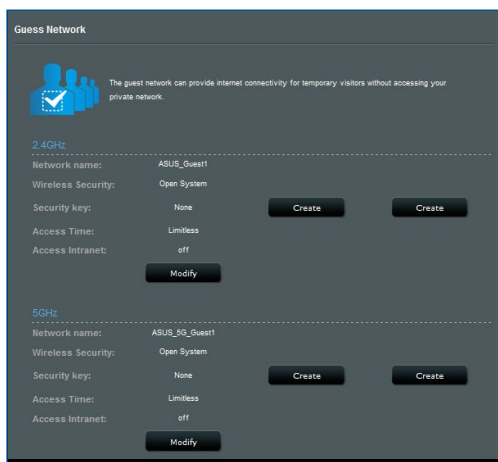 Guess Network
The guest network can provide internet connectivity for temporary visitors without accessing your
private network.
2.4GHz
Network name: ASUS_Guest1
Wireless Security: Open System
Security key: None Create Create
Access Time: Limitless
Access Intranet: off
Modify
5GHz
Network name: ASUS_5G_Guest1
Wireless Security: Open System
Security key: None Create Create
Access Time: Limitless
Access Intranet: off
Modify